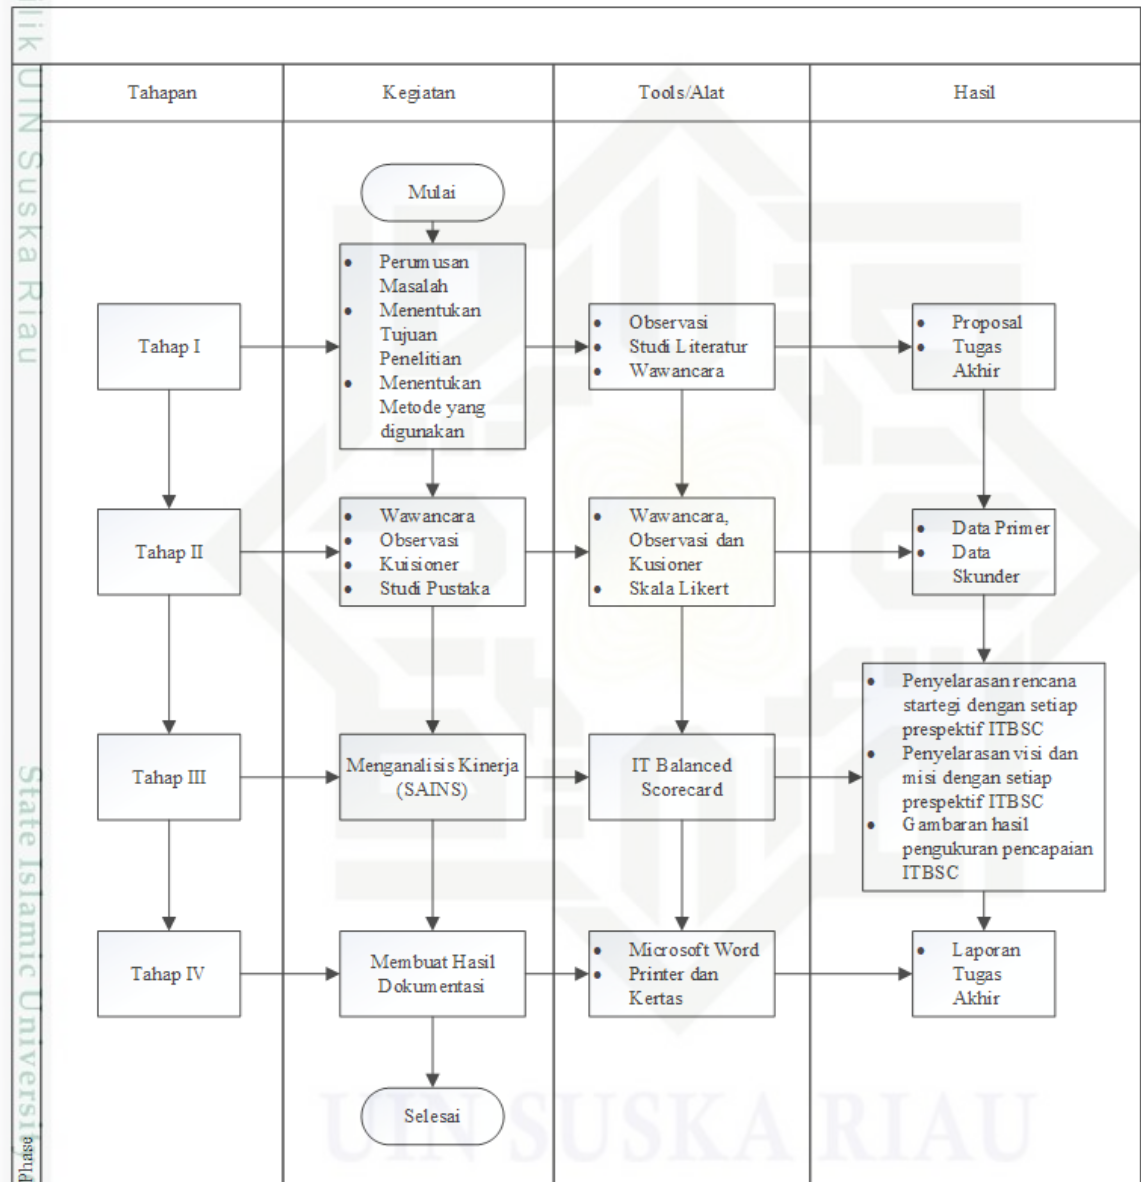 milik UIN Suska Riau
State Islamic University
Phase
Tahapan
Kegiatan
Tools/Alat
Hasil
Mulai
Tahap I
• Perumusan
Masalah
• Menentukan
Tujuan
Penelitian
• Menentukan
Metode yang
digunakan
• Observasi
• Studi Literatur
• Wawancara
• Proposal
• Tugas
Akhir
Tahap II
• Wawancara
• Observasi
• Kuisioner
• Studi Pustaka
• Wawancara,
Observasi dan
Kusioner
• Skala Likert
• Data Primer
• Data
Skunder
Tahap III
Menganalisis Kinerja
(SAINS)
IT Balanced
Scorecard
• Penyelarasan rencana
startegi dengan setiap
prespektif ITBSC
• Penyelarasan visi dan
misi dengan setiap
prespektif ITBSC
• Gambaran hasil
pengukuran pencapaian
ITBSC
Tahap IV
Membuat Hasil
Dokumentasi
• Microsoft Word
• Printer dan
Kertas
• Laporan
Tugas
Akhir
Selesai
UIN SUSKA RIAU